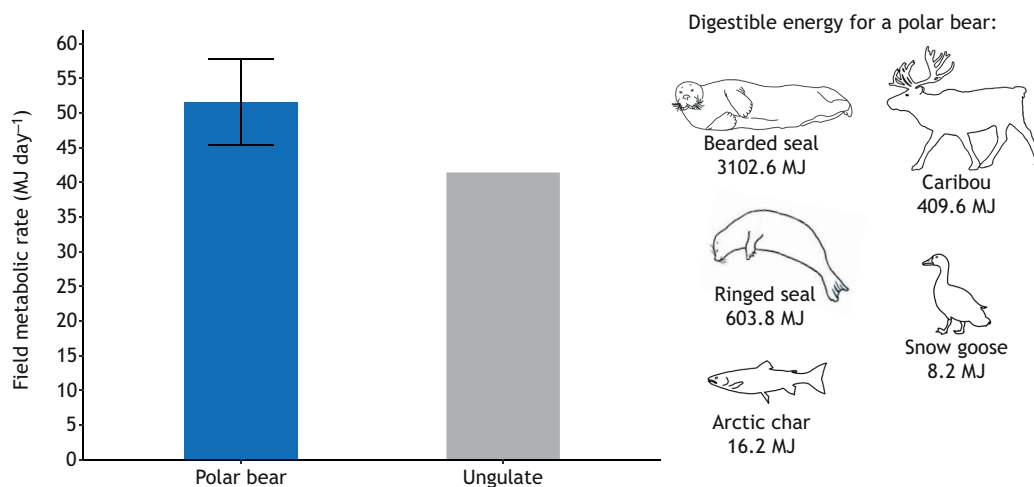 Field metabolic rate (MJ day⁻¹)
60
55
50
45
40
35
30
25
20
15
10
5
0
Polar bear
Ungulate
Digestible energy for a polar bear:
Bearded seal
3102.6 MJ
Caribou
409.6 MJ
Ringed seal
603.8 MJ
Snow goose
8.2 MJ
Arctic char
16.2 MJ